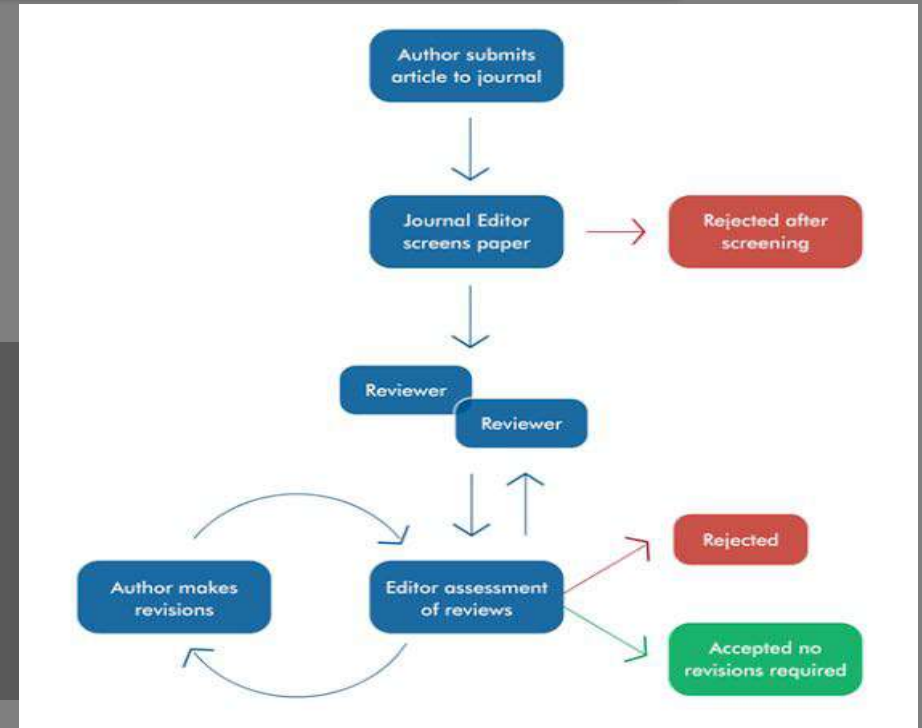 Author submits
article to journal
Journal Editor
screens paper
Rejected after
screening
Reviewer
Reviewer
Author makes
revisions
Editor assessment
of reviews
Rejected
Accepted no
revisions required